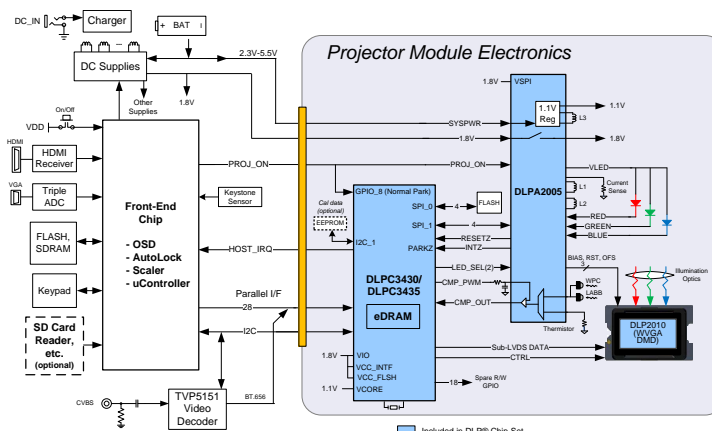 DC_IN
Charger
+ BAT
DC Supplies
2.3V-5.5V
Other
Supplies
1.8V
On/Off
VDD
HDMI
HDMI
Receiver
VGA
Triple
ADC
FLASH,
SDRAM
Keypad
SD Card
Reader,
etc.
(optional)
Front-End
Chip
- OSD
- AutoLock
- Scaler
- uController
Keystone
Sensor
PROJ_ON
HOST_IRQ
Parallel I/F
28
I2C
CVBS
TVP5151
Video
Decoder
BT.656
Projector Module Electronics
1.8V
VSPI
1.1V
Reg
1.1V
L3
SYSPWR
1.8V
1.8V
PROJ_ON
DLPA2005
VLED
L1
L2
Current
Sense
RED
GREEN
BLUE
GPIO_8 (Normal Park)
Cal data
(optional)
EEPROM
SPI_0
4
FLASH
SPI_1
4
RESETZ
I2C_1
PARKZ
INTZ
DLPC3430/
DLPC3435
eDRAM
LED_SEL(2)
CMP_PWM
CMP_OUT
BIAS, RST, OFS
3
WPC
LABB
Thermistor
Illumination
Optics
DLP2010
(WVGA
DMD)
1.8V
VIO
VCC_INTF
VCC_FLSH
1.1V
VCORE
Sub-LVDS DATA
CTRL
18
Spare R/W
GPIO
Included in DLP® Chip Set